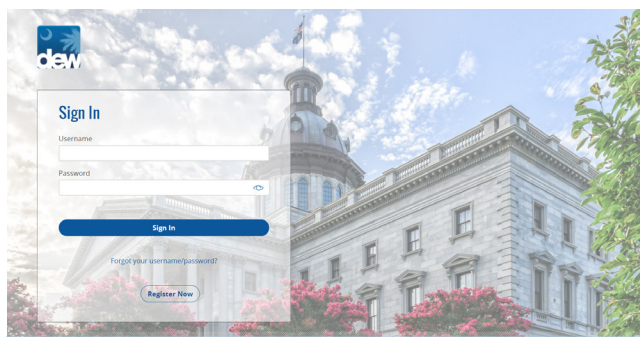 dew
Sign In
Username
Password
Sign In
Forgot your username/password?
Register Now